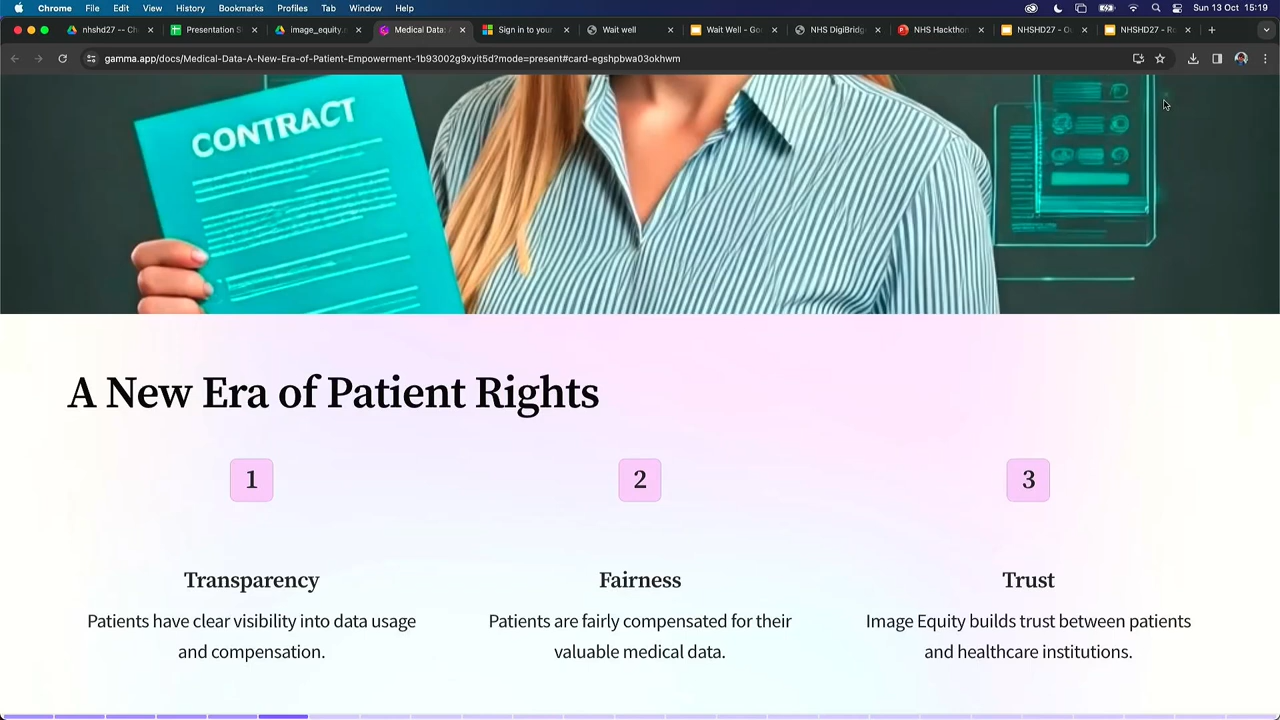 Chrome File Edit View History Bookmarks Profiles Tab Window Help Sun 13 Oct 15:19
nhshd27 -- Ch Presentation S image_equity. Medical Data: Sign in to your Wait well Wait Well - Go NHS DigiBridg NHS Hackthon NHSHD27 - O NHSHD27 - R
gamma.app/docs/Medical-Data-A-New-Era-of-Patient-Empowerment-1b93002g9xyit5d?mode=present#card-egshpbwa03okhwm
CONTRACT
A New Era of Patient Rights
1
2
3
Transparency
Patients have clear visibility into data usage
and compensation.
Fairness
Patients are fairly compensated for their
valuable medical data.
Trust
Image Equity builds trust between patients
and healthcare institutions.